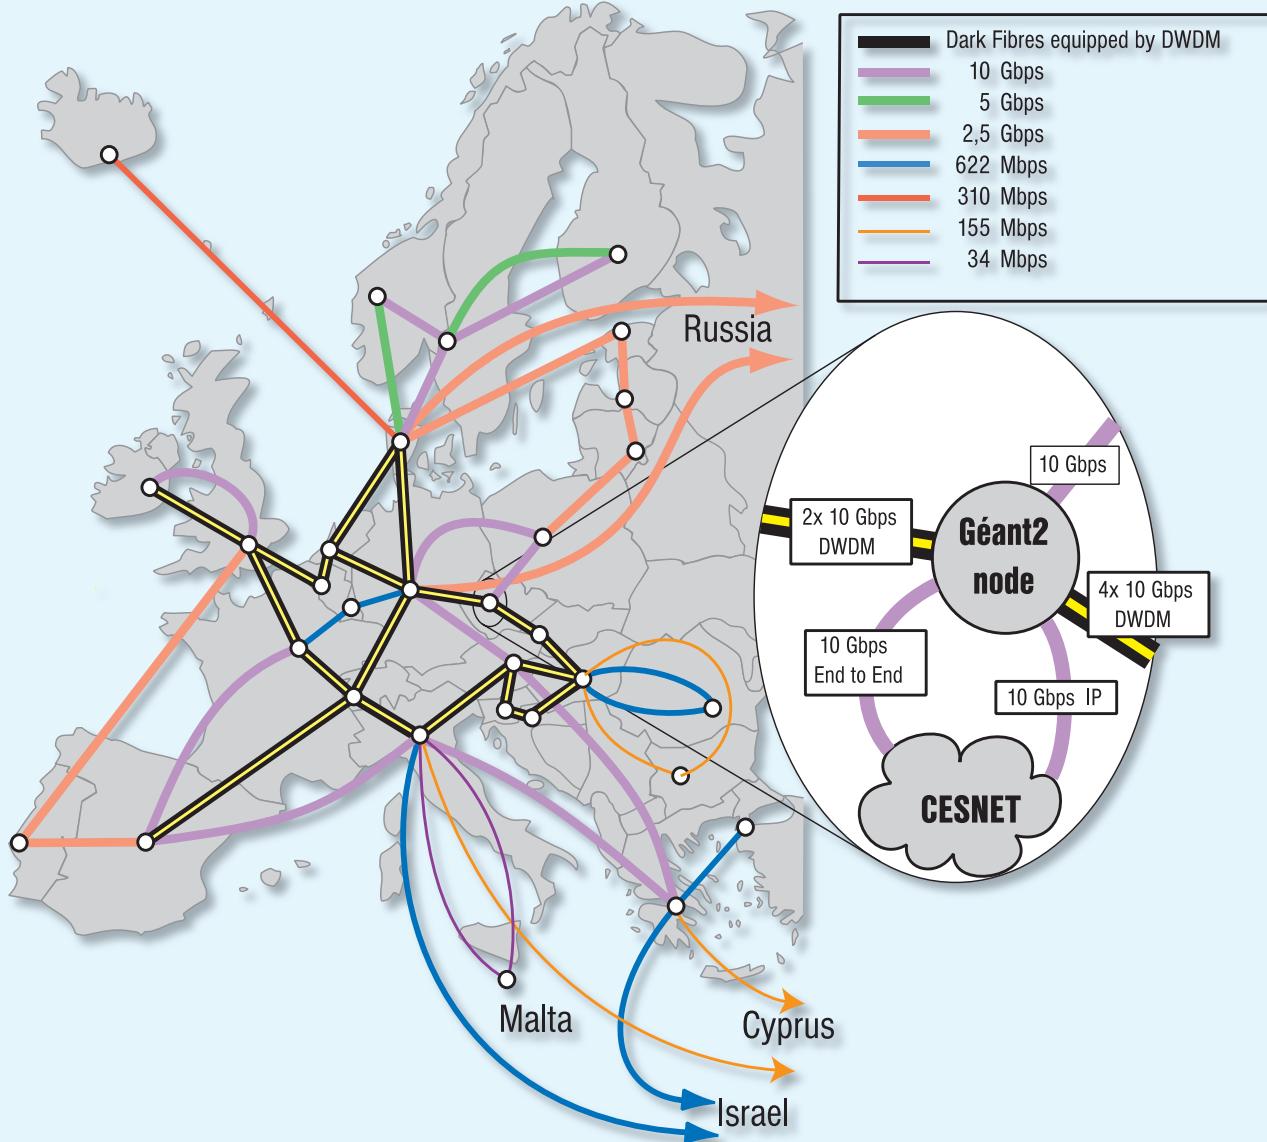 Dark Fibres equipped by DWDM
10 Gbps
5 Gbps
2,5 Gbps
622 Mbps
310 Mbps
155 Mbps
34 Mbps
Russia
10 Gbps
2x 10 Gbps
DWDM
Géant2
node
4x 10 Gbps
DWDM
10 Gbps
End to End
10 Gbps IP
CESNET
Malta
Cyprus
Israel